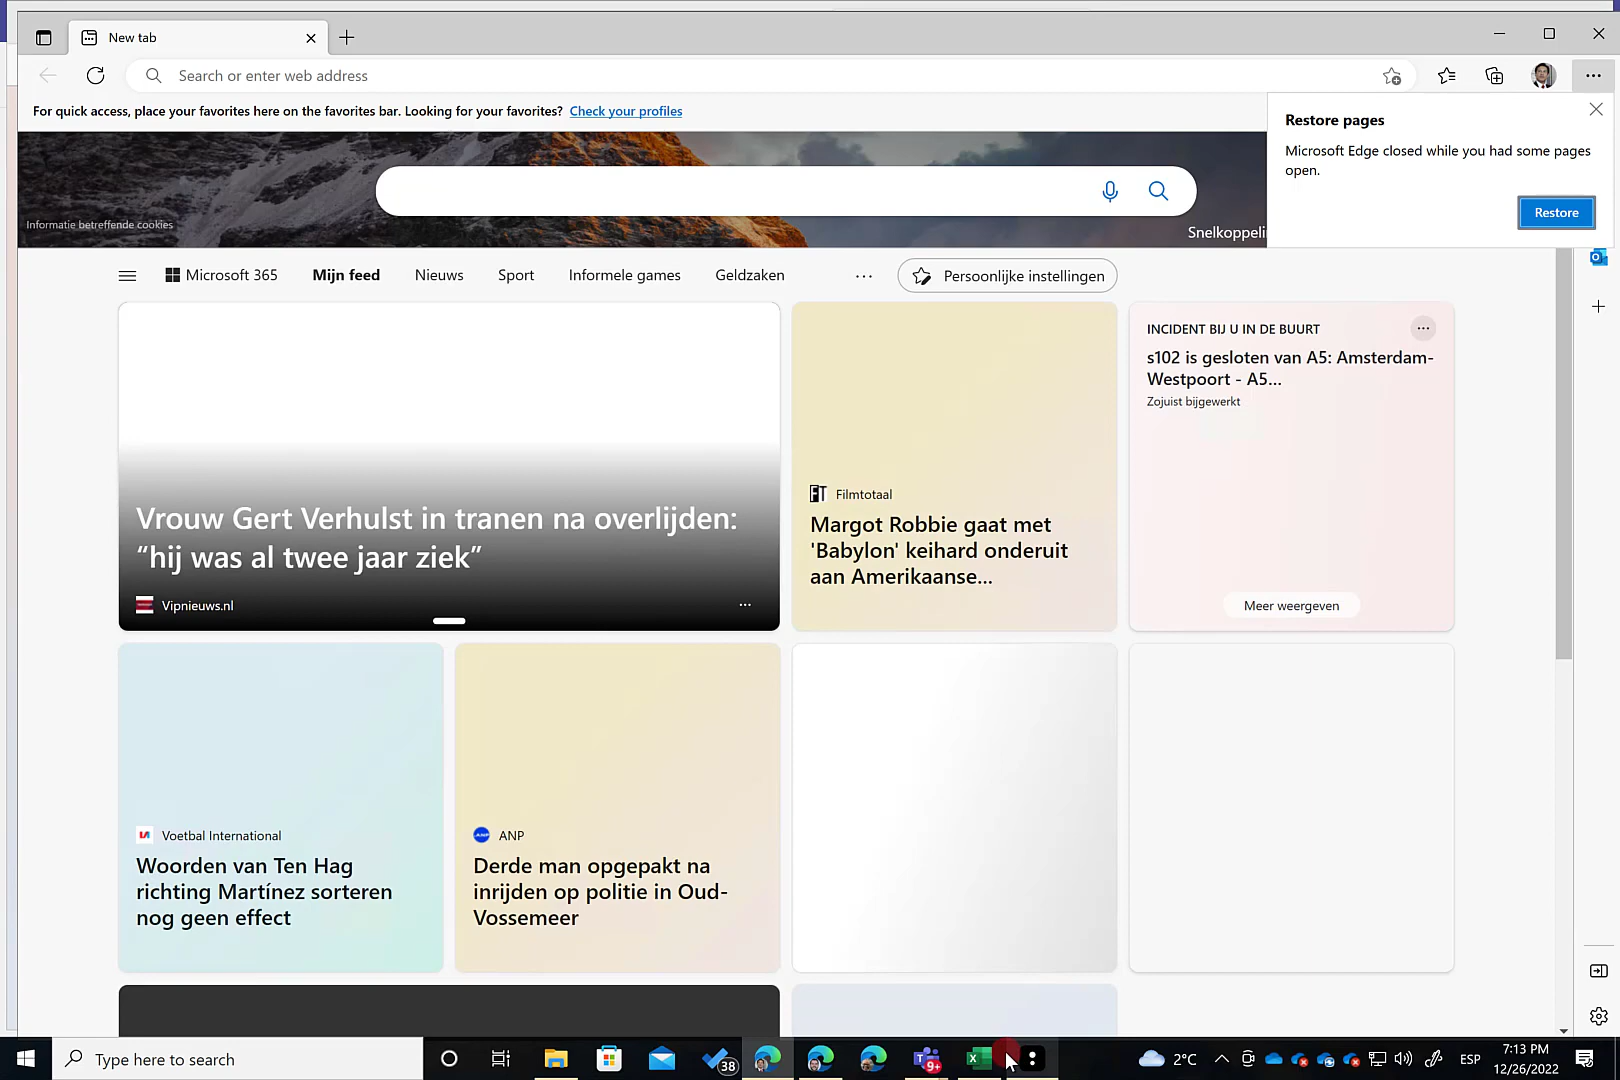 New tab
Search or enter web address
For quick access, place your favorites here on the favorites bar. Looking for your favorites? Check your profiles
Restore pages
Microsoft Edge closed while you had some pages
open.
Restore
Informatie betreffende cookies
Snelkoppeli
Microsoft 365
Mijn feed
Nieuws
Sport
Informele games
Geldzaken
Persoonlijke instellingen
Vrouw Gert Verhulst in tranen na overlijden:
“hij was al twee jaar ziek”
Vipnieuws.nl
FT Filmtotaal
Margot Robbie gaat met
'Babylon' keihard onderuit
aan Amerikaanse...
INCIDENT BIJ U IN DE BUURT
s102 is gesloten van A5: Amsterdam-
Westpoort - A5...
Zojuist bijgewerkt
Meer weergeven
Voetbal International
Woorden van Ten Hag
richting Martínez sorteren
nog geen effect
ANP
Derde man opgepakt na
inrijden op politie in Oud-
Vossemeer
Type here to search
38
9+
2°C
ESP
7:13 PM
12/26/2022